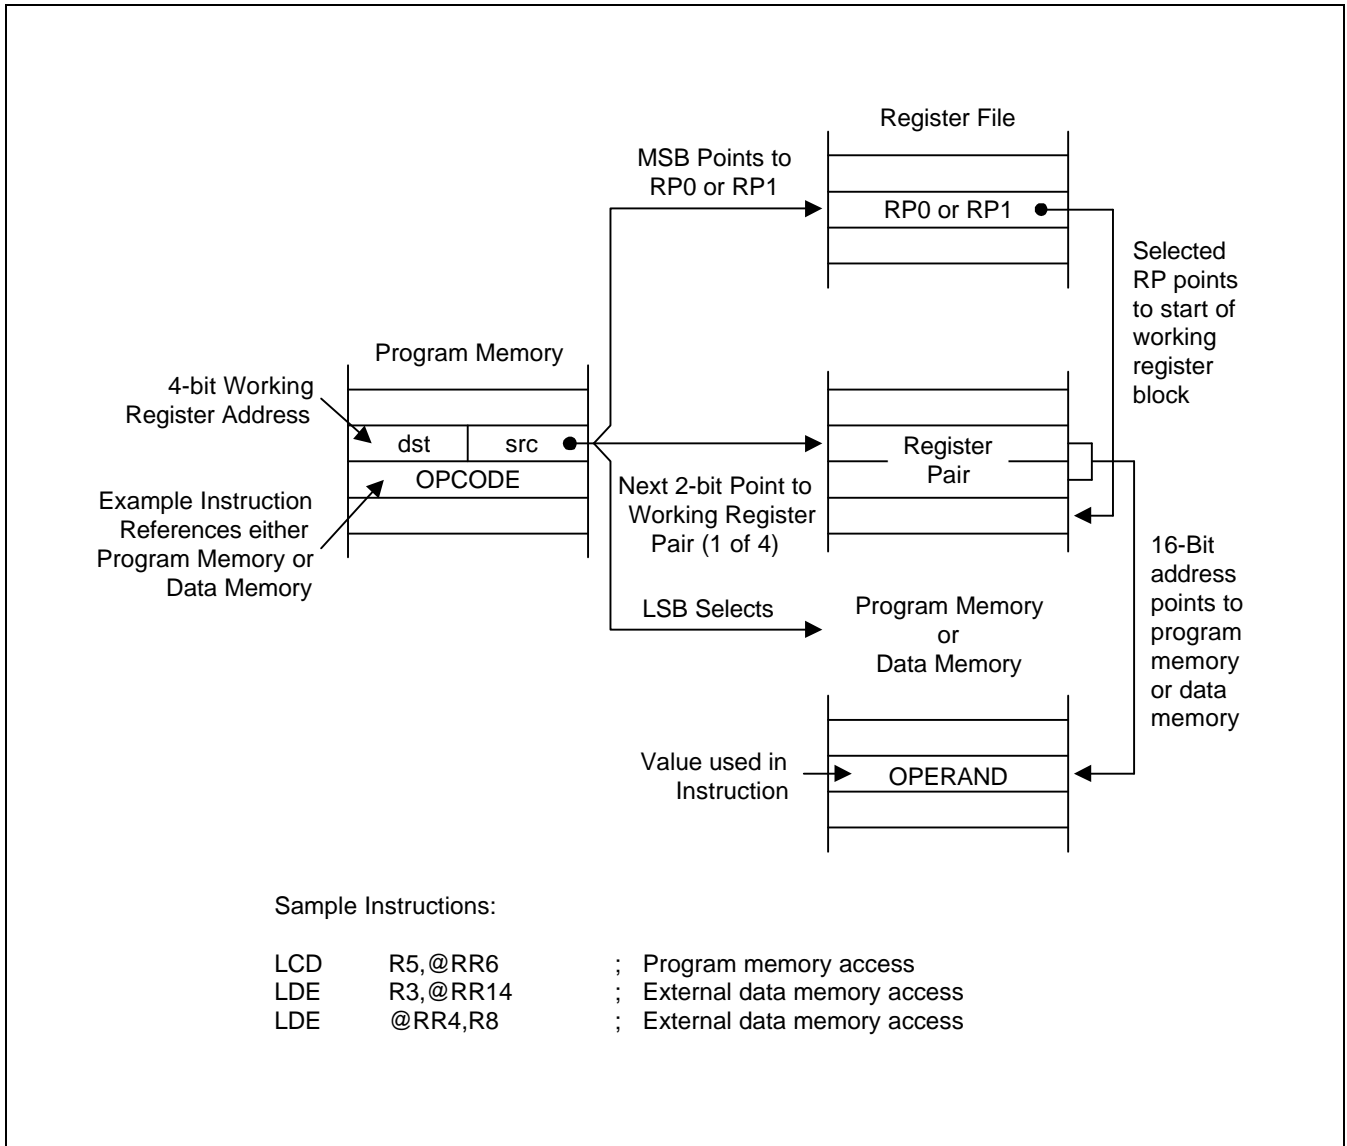 Register File
MSB Points to
RP0 or RP1
RP0 or RP1
Selected
RP points
to start of
working
register
block
Program Memory
4-bit Working
Register Address
dst src
OPCODE
Example Instruction
References either
Program Memory or
Data Memory
Register
Pair
Next 2-bit Point to
Working Register
Pair (1 of 4)
LSB Selects
Program Memory
or
Data Memory
16-Bit
address
points to
program
memory
or data
memory
Value used in
Instruction
OPERAND
Sample Instructions:
LCD R5,@RR6 ; Program memory access
LDE R3,@RR14 ; External data memory access
LDE @RR4,R8 ; External data memory access